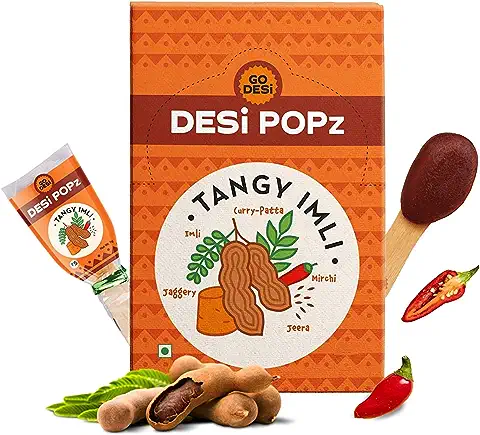 GO
DESi
DESi POPz
TANGY IMLI
Curry-Patta
Imli
Mirchi
Jaggery
Jeera
GO
DESi
DESi POPz
TANGY IMLI